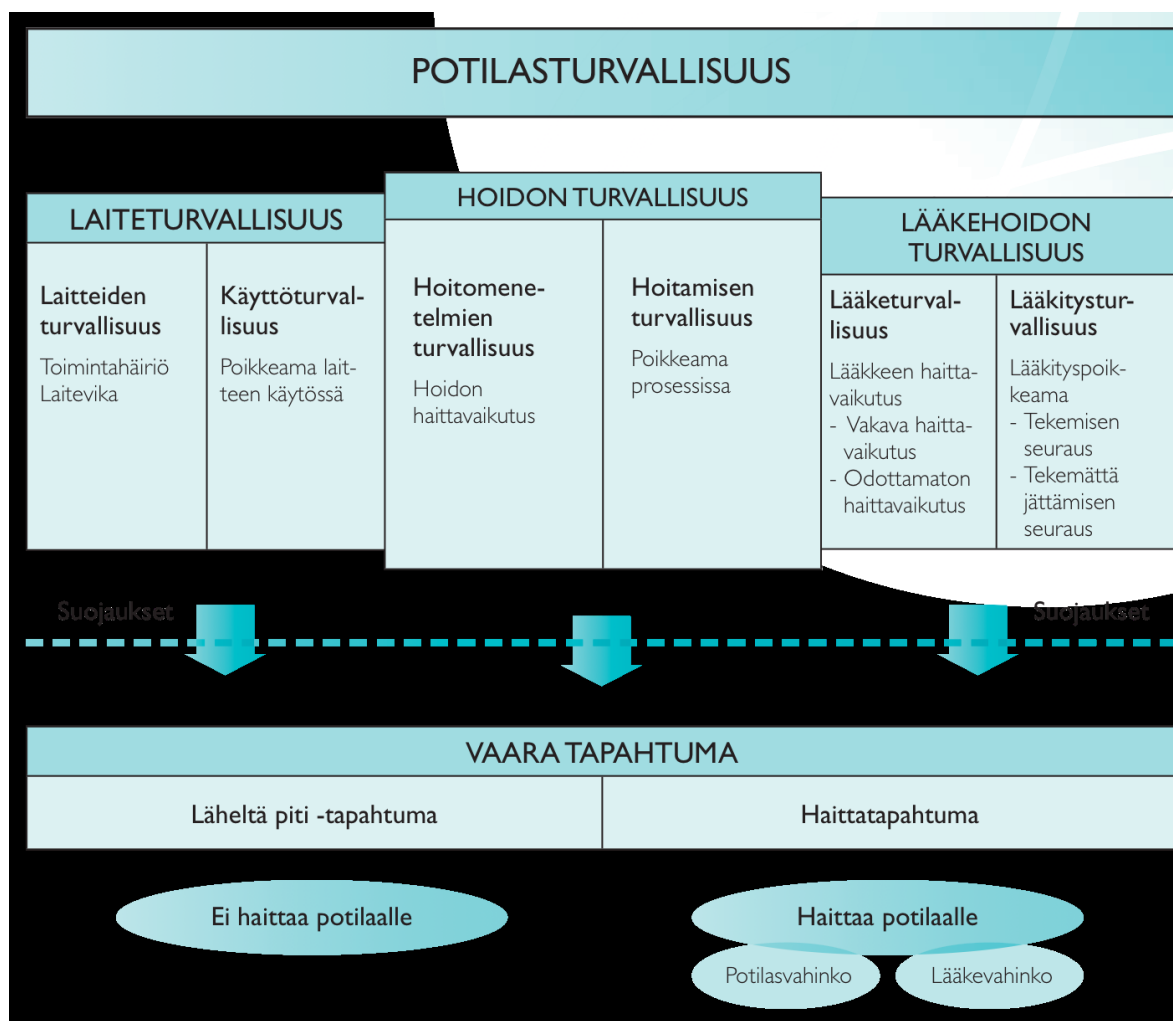 POTILASTURVALLISUUS
LAITETURVALLISUUS
Laitteiden
turvallisuus
Toimintahäiriö
Laitevika
Käyttöturval-
lisuus
Poikkeama lait-
teen käytössä
HOIDON TURVALLISUUS
Hoitomene-
telmien
turvallisuus
Hoidon
haittavaikutus
Hoitamisen
turvallisuus
Poikkeama
prosessissa
LÄÄKEHOIDON
TURVALLISUUS
Lääketurval-
lisuus
Lääkkeen haitta-
vaikutus
- Vakava haitta-
vaikutus
- Odottamaton
haittavaikutus
Lääkitystur-
vallisuus
Lääkityspoik-
keama
- Tekemisen
seuraus
- Tekemättä
jättämisen
seuraus
Suojaukset
Suojaukset
VAARA TAPAHTUMA
Läheltä piti -tapahtuma
Haittatapahtuma
Ei haittaa potilaalle
Haittaa potilaalle
Potilasvahinko
Lääkevahinko